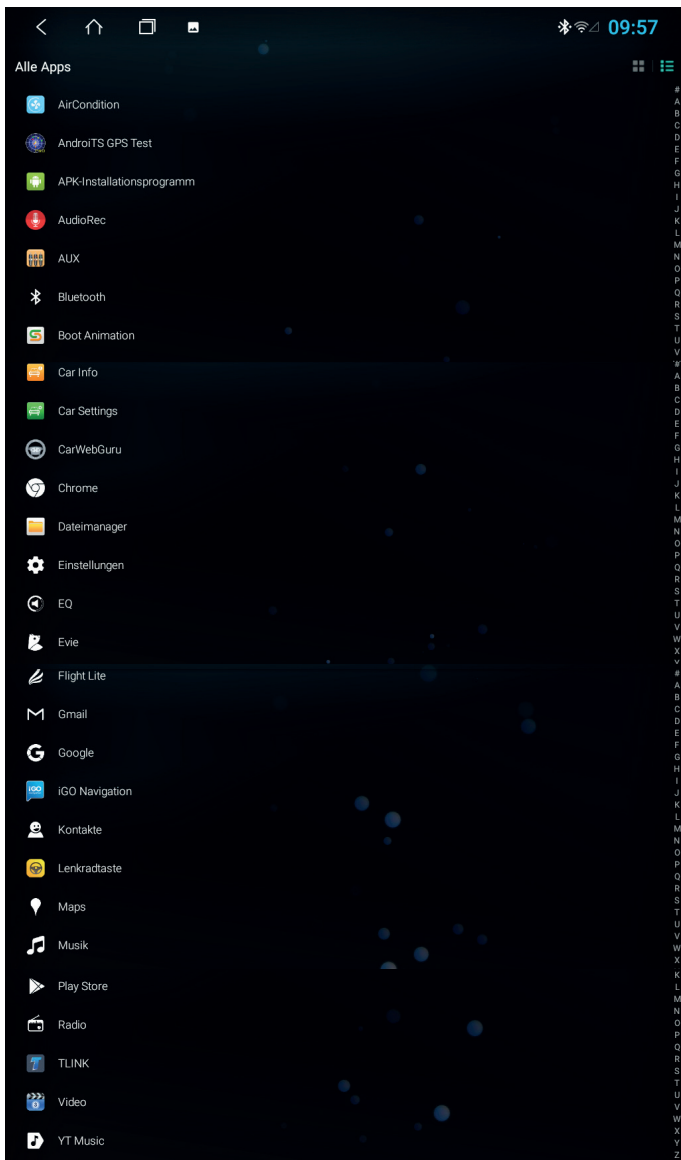 09:57
Alle Apps
AirCondition
AndroiTS GPS Test
APK-Installationsprogramm
AudioRec
AUX
Bluetooth
Boot Animation
Car Info
Car Settings
CarWebGuru
Chrome
Dateimanager
Einstellungen
EQ
Evie
Flight Lite
Gmail
Google
iGO Navigation
Kontakte
Lenkradtaste
Maps
Musik
Play Store
Radio
TLINK
Video
YT Music
#
A
B
C
D
E
F
G
H
I
J
K
L
M
N
O
P
Q
R
S
T
U
V
#
A
B
C
D
E
F
G
H
I
J
K
L
M
N
O
P
Q
R
S
T
U
V
W
X
#
A
B
C
D
E
F
G
H
I
J
K
L
M
N
O
P
Q
R
S
T
U
V
W
X
K
L
M
N
O
P
Q
R
S
T
U
V
W
X
Y
Z